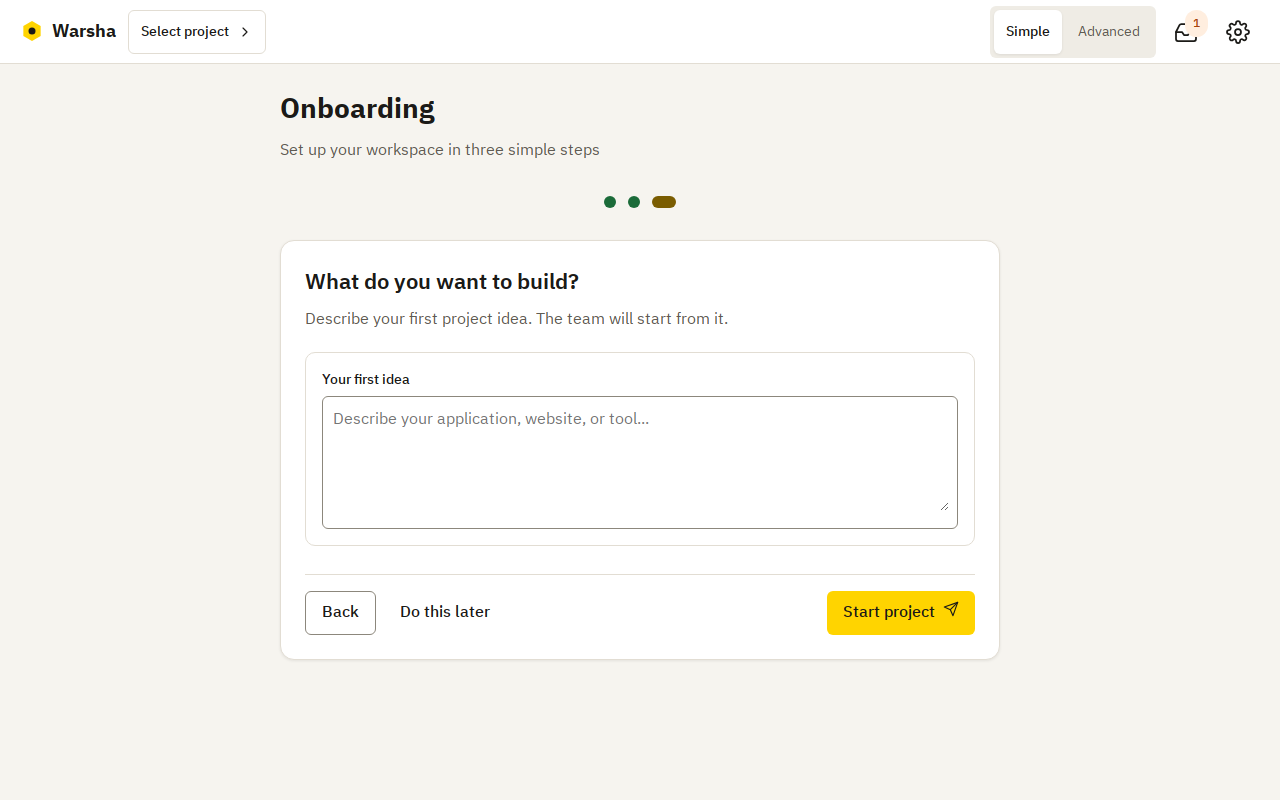 Warsha
Select project
Simple
Advanced
1
Onboarding
Set up your workspace in three simple steps
What do you want to build?
Describe your first project idea. The team will start from it.
Your first idea
Describe your application, website, or tool...
Back
Do this later
Start project